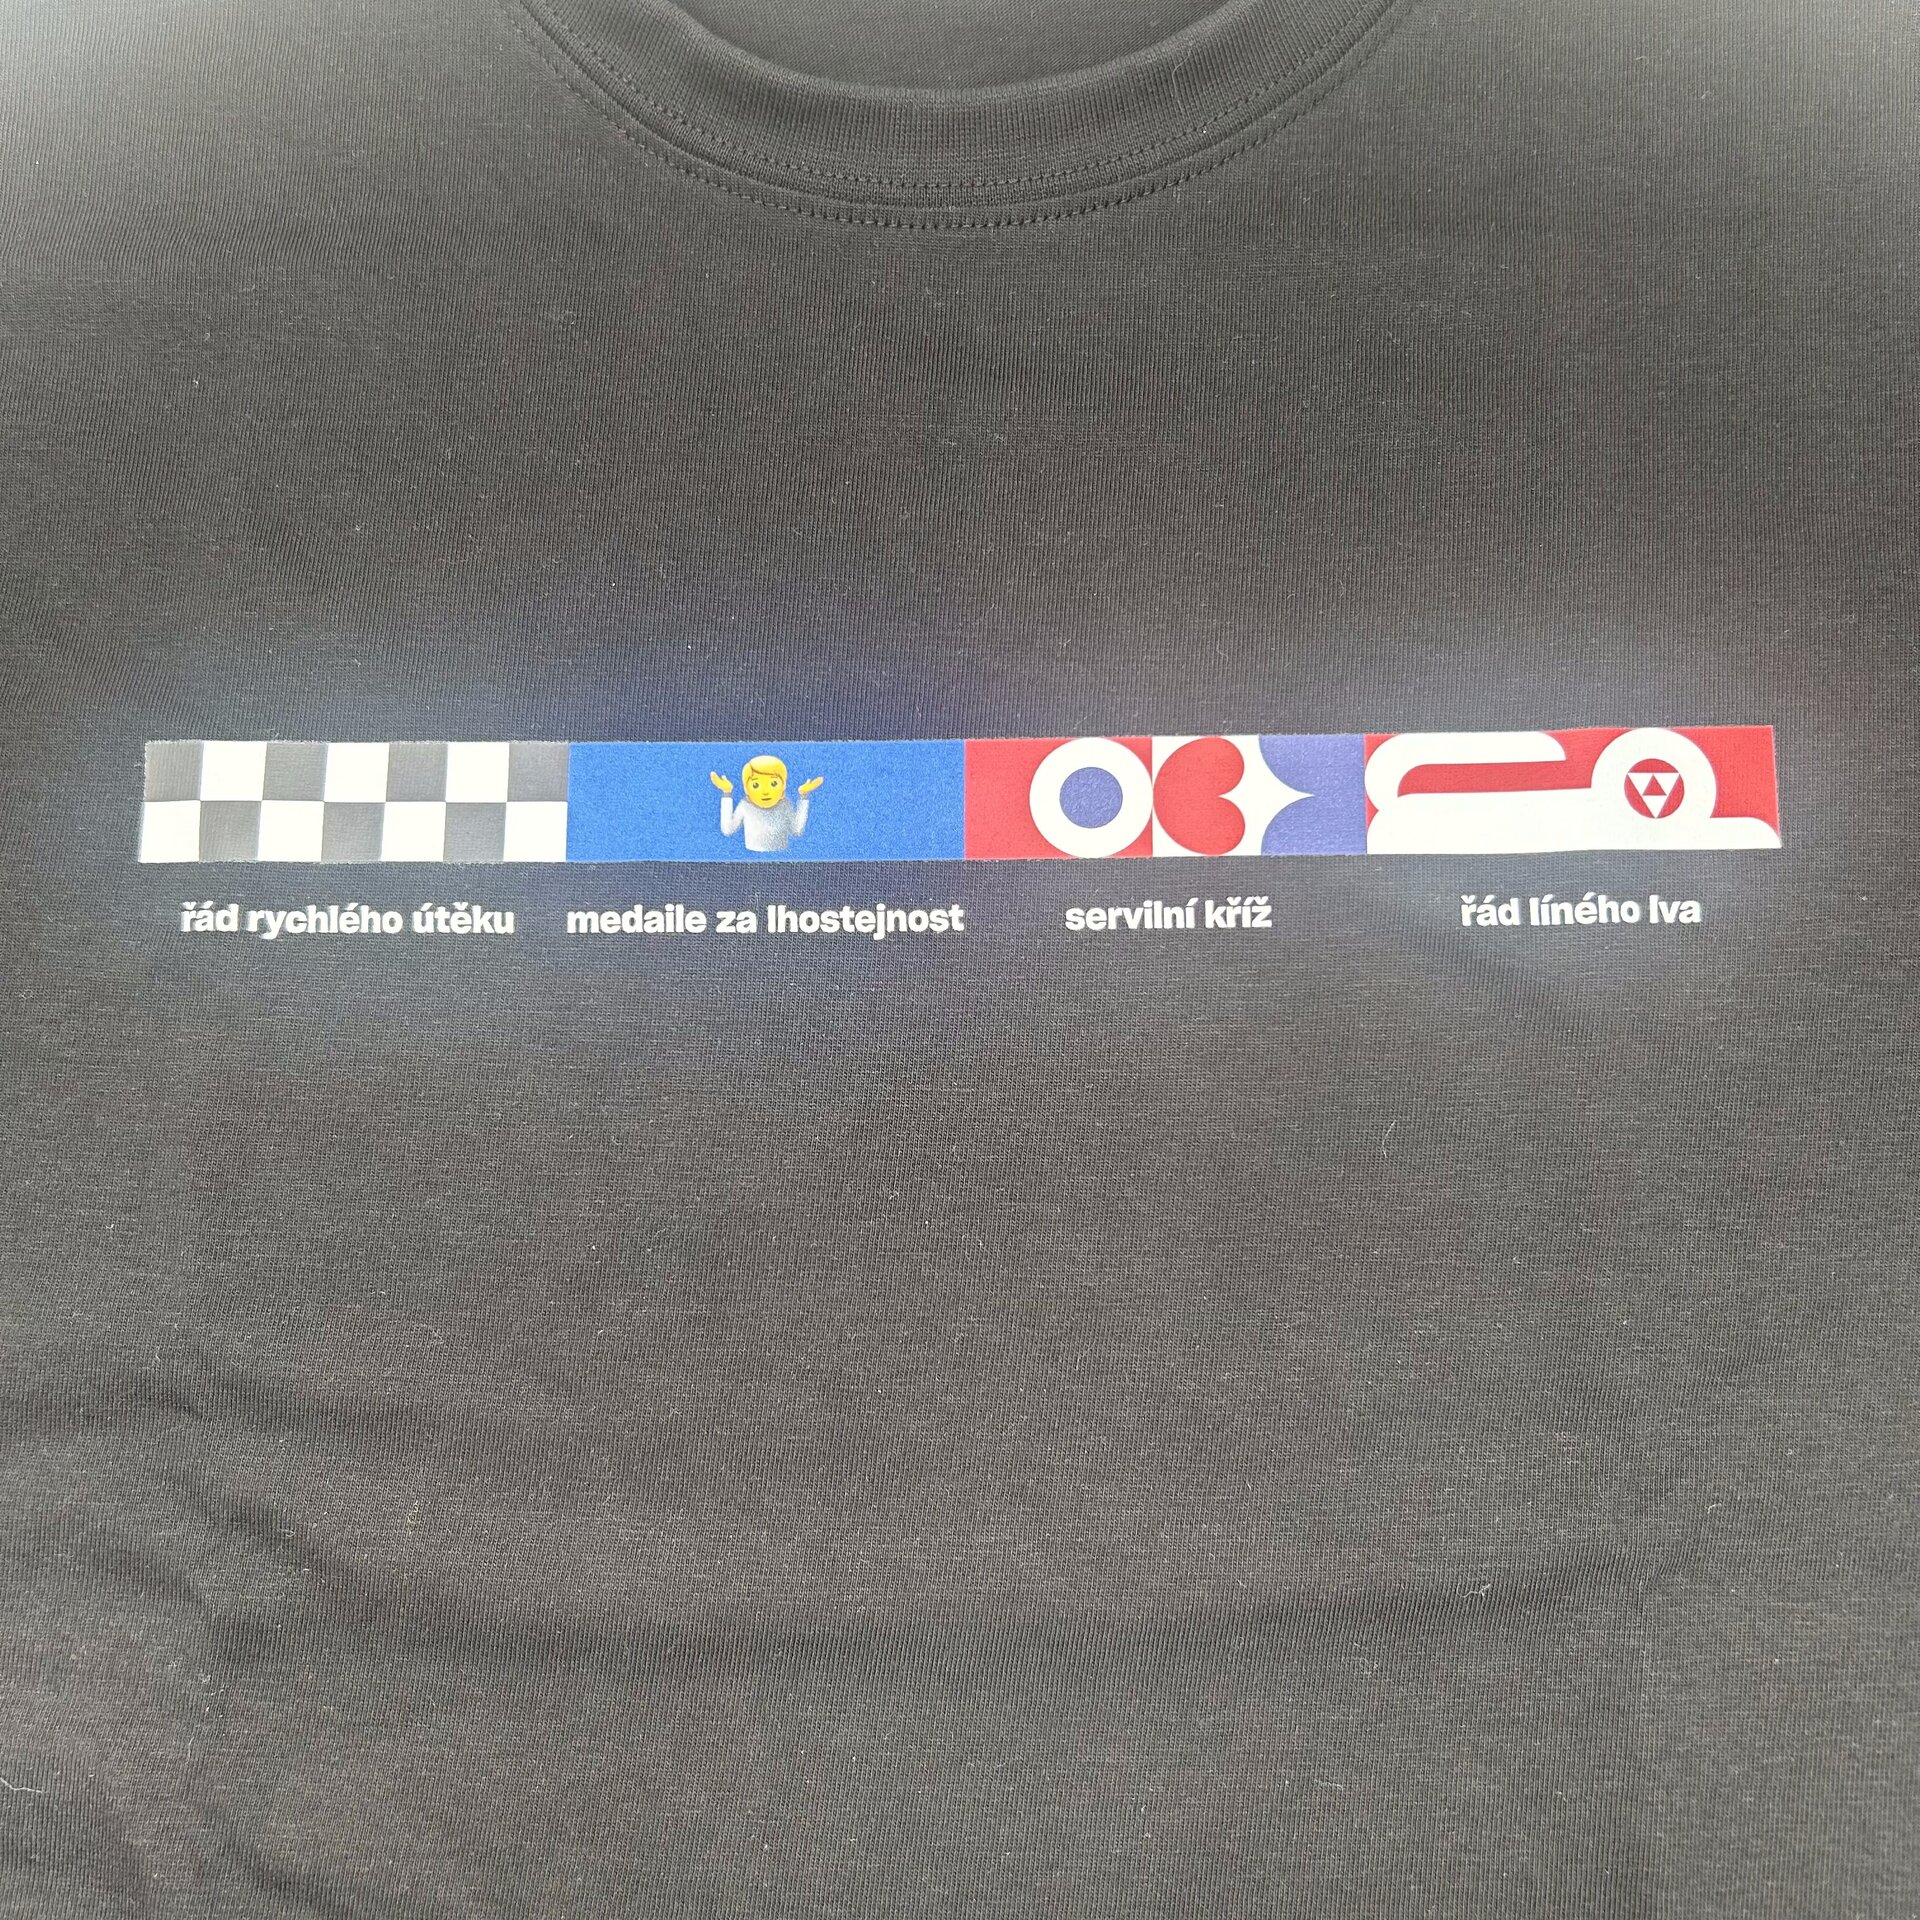 řád rychlého útěku medaile za lhostejnost servilní kříž řád líného lva